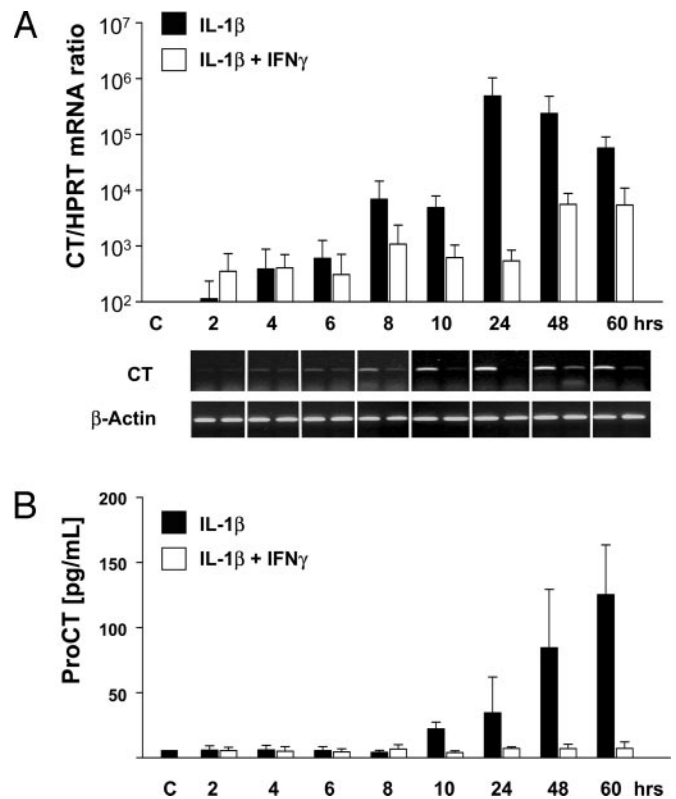 A
IL-1β
IL-1β + IFNγ
CT/HPRT mRNA ratio
10⁷
10⁶
10⁵
10⁴
10³
10²
C 2 4 6 8 10 24 48 60 hrs
CT
β-Actin
B
IL-1β
IL-1β + IFNγ
ProCT [pg/mL]
200
150
100
50
C 2 4 6 8 10 24 48 60 hrs